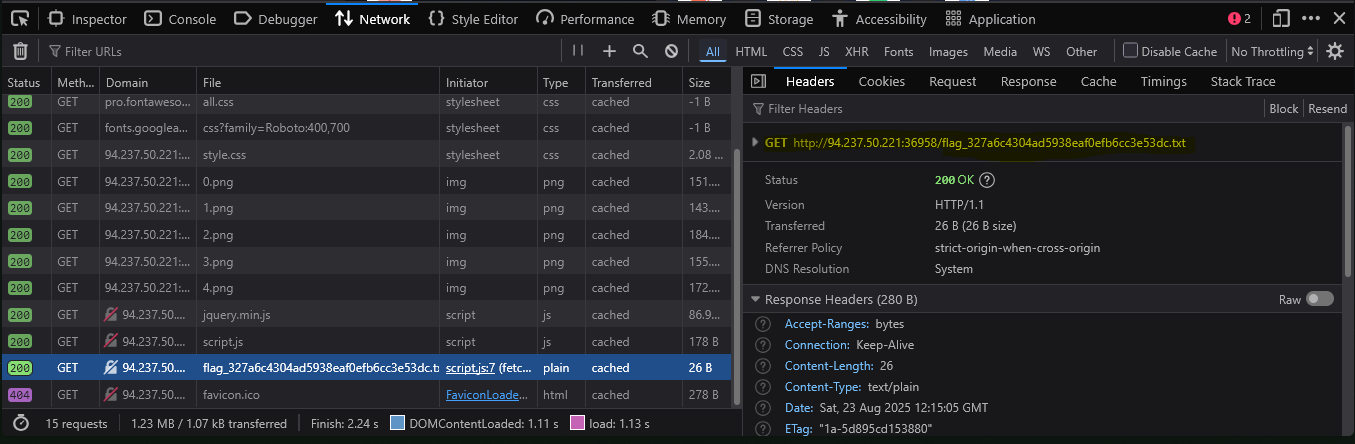 Inspector Console Debugger Network Style Editor Performance Memory Storage Accessibility Application 2
Filter URLs All HTML CSS JS XHR Fonts Images Media WS Other Disable Cache No Throttling
Status Meth... Domain File Initiator Type Transferred Size
200 GET pro.fontaweso... all.css stylesheet css cached -1 B
200 GET fonts.googlea... css?family=Roboto:400,700 stylesheet css cached -1 B
200 GET 94.237.50.221:... style.css stylesheet css cached 2.08 ...
200 GET 94.237.50.221:... 0.png img png cached 151....
200 GET 94.237.50.221:... 1.png img png cached 143....
200 GET 94.237.50.221:... 2.png img png cached 184....
200 GET 94.237.50.221:... 3.png img png cached 155....
200 GET 94.237.50.221:... 4.png img png cached 172....
200 GET 94.237.50.... jquery.min.js script js cached 86.9...
200 GET 94.237.50.... script.js script js cached 178 B
200 GET 94.237.50.... flag_327a6c4304ad5938eaf0efb6cc3e53dc.t script.js:7 (fetc... plain cached 26 B
404 GET 94.237.50.... favicon.ico FaviconLoade... html cached 278 B
15 requests 1.23 MB / 1.07 kB transferred Finish: 2.24 s DOMContentLoaded: 1.11 s load: 1.13 s
Headers Cookies Request Response Cache Timings Stack Trace
Filter Headers Block Resend
GET http://94.237.50.221:36958/flag_327a6c4304ad5938eaf0efb6cc3e53dc.txt
Status 200 OK ?
Version HTTP/1.1
Transferred 26 B (26 B size)
Referrer Policy strict-origin-when-cross-origin
DNS Resolution System
Response Headers (280 B) Raw
? Accept-Ranges: bytes
? Connection: Keep-Alive
? Content-Length: 26
? Content-Type: text/plain
? Date: Sat, 23 Aug 2025 12:15:05 GMT
? ETag: "1a-5d895cd153880"